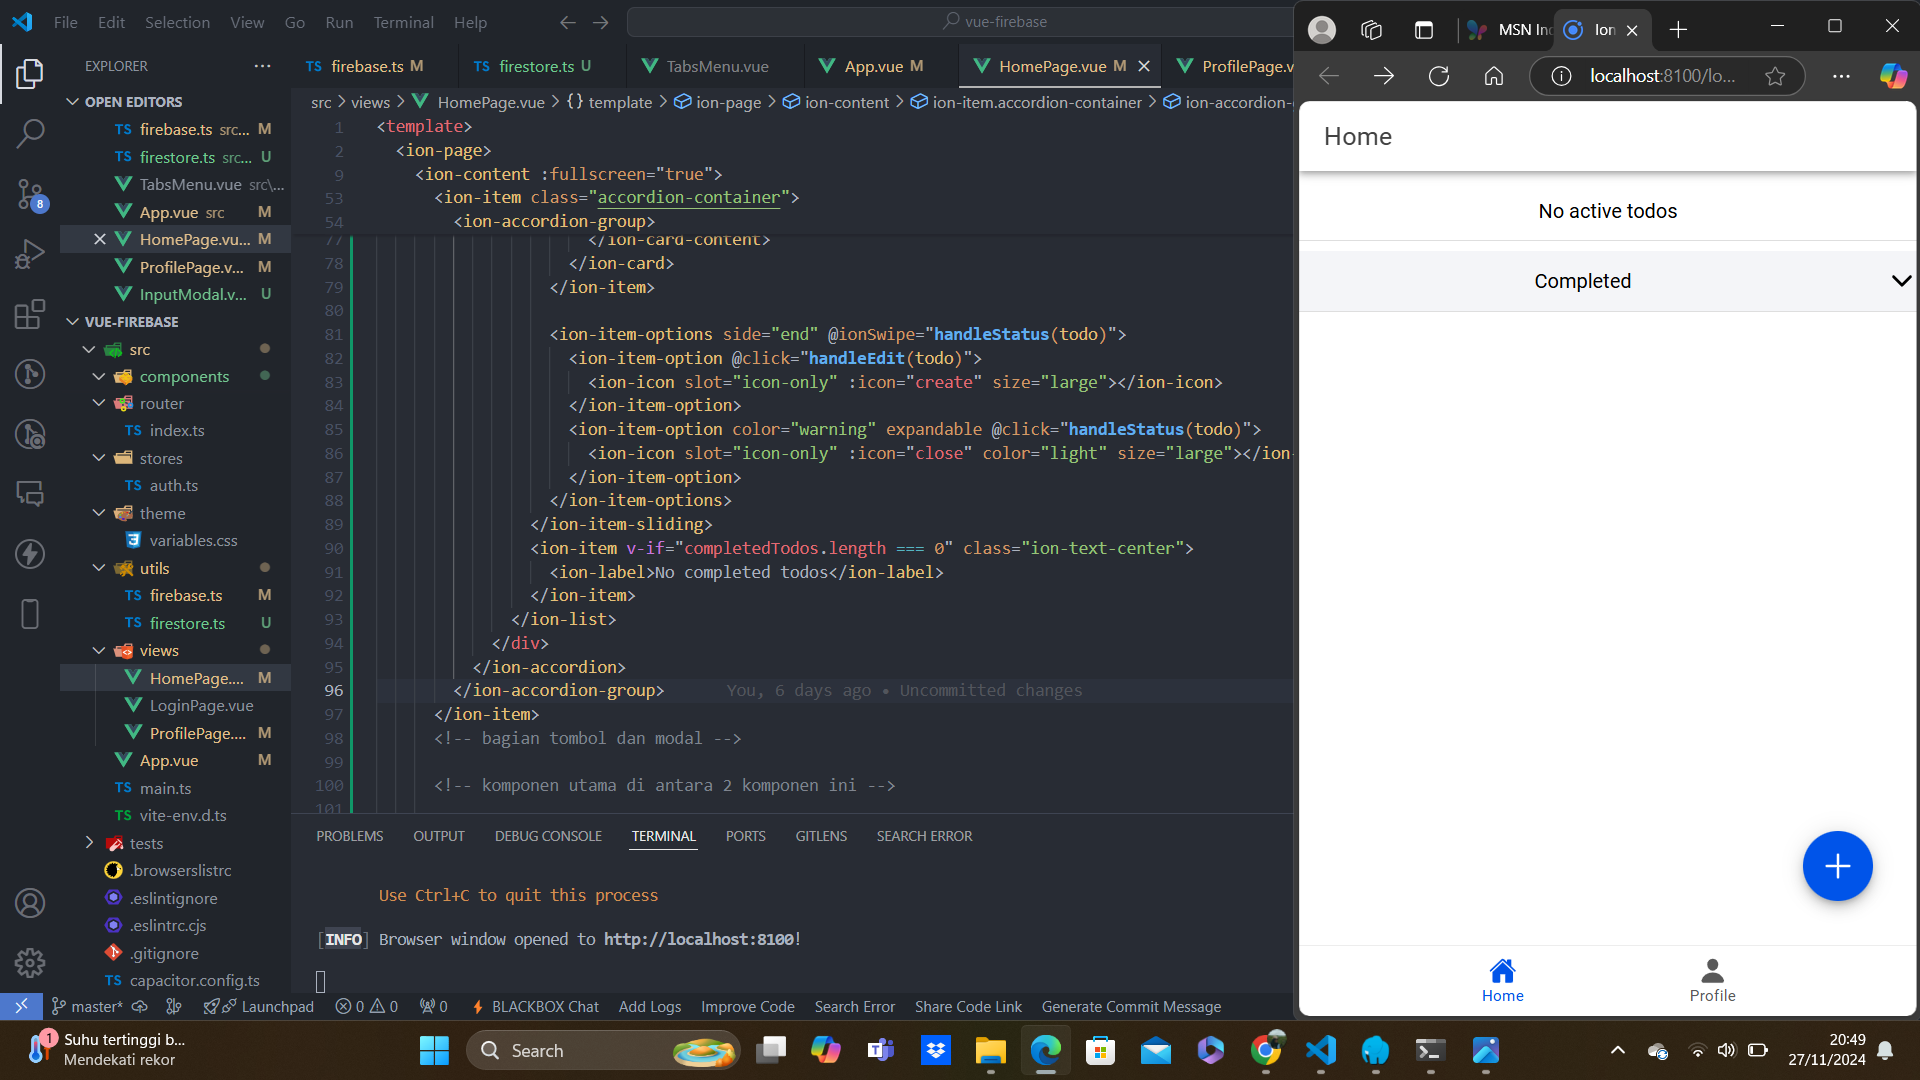 File Edit Selection View Go Run Terminal Help
vue-firebase
EXPLORER
OPEN EDITORS
TS firebase.ts src... M
TS firestore.ts src... U
TabsMenu.vue src\...
App.vue src M
HomePage.vu... M
ProfilePage.v... M
InputModal.v... U
VUE-FIREBASE
src
components
router
TS index.ts
stores
TS auth.ts
theme
variables.css
utils
TS firebase.ts M
TS firestore.ts U
views
HomePage.... M
LoginPage.vue
ProfilePage.... M
App.vue M
TS main.ts
TS vite-env.d.ts
tests
.browserslistrc
.eslintignore
.eslintrc.cjs
.gitignore
TS capacitor.config.ts
8
TS firebase.ts M
TS firestore.ts U
TabsMenu.vue
App.vue M
HomePage.vue M
ProfilePage.v
src > views > HomePage.vue > {} template > ion-page > ion-content > ion-item.accordion-container > ion-accordion-
1 <template>
2 <ion-page>
9 <ion-content :fullscreen="true">
53 <ion-item class="accordion-container">
54 <ion-accordion-group>
77 </ion-card-content>
78 </ion-card>
79 </ion-item>
80
81 <ion-item-options side="end" @ionSwipe="handleStatus(todo)">
82 <ion-item-option @click="handleEdit(todo)">
83 <ion-icon slot="icon-only" :icon="create" size="large"></ion-icon>
84 </ion-item-option>
85 <ion-item-option color="warning" expandable @click="handleStatus(todo)">
86 <ion-icon slot="icon-only" :icon="close" color="light" size="large"></ion-
87 </ion-item-option>
88 </ion-item-options>
89 </ion-item-sliding>
90 <ion-item v-if="completedTodos.length === 0" class="ion-text-center">
91 <ion-label>No completed todos</ion-label>
92 </ion-item>
93 </ion-list>
94 </div>
95 </ion-accordion>
96 </ion-accordion-group> You, 6 days ago • Uncommitted changes
97 </ion-item>
98 <!-- bagian tombol dan modal -->
99
100 <!-- komponen utama di antara 2 komponen ini -->
101
PROBLEMS OUTPUT DEBUG CONSOLE TERMINAL PORTS GITLENS SEARCH ERROR
Use Ctrl+C to quit this process
[INFO] Browser window opened to http://localhost:8100!
master* Launchpad 0 0 0 BLACKBOX Chat Add Logs Improve Code Search Error Share Code Link Generate Commit Message
MSN Inc
Ion
localhost:8100/lo...
Home
No active todos
Completed
Home
Profile
1
Suhu tertinggi b...
Mendekati rekor
Search
20:49
27/11/2024